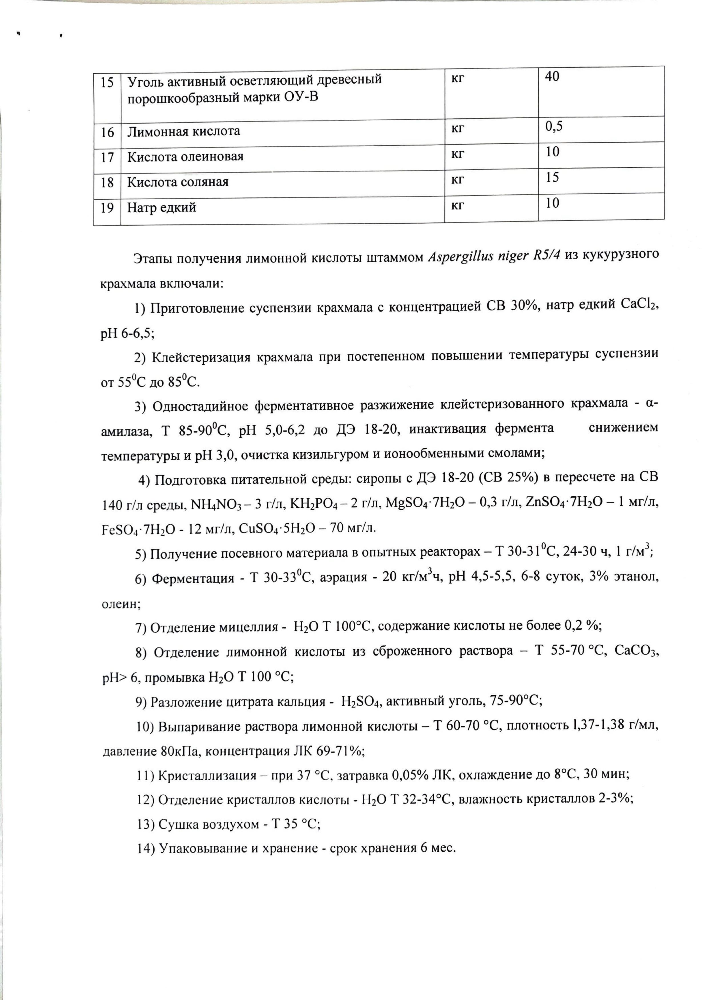 15 Уголь активный осветляющий древесный кг 40
порошкообразный марки ОУ-В
16 Лимонная кислота кг 0,5
17 Кислота олеиновая кг 10
18 Кислота соляная кг 15
19 Натр едкий кг 10
Этапы получения лимонной кислоты штаммом Aspergillus niger R5/4 из кукурузного
крахмала включали:
1) Приготовление суспензии крахмала с концентрацией СВ 30%, натр едкий CaCl₂,
рН 6-6,5;
2) Клейстеризация крахмала при постепенном повышении температуры суспензии
от 55⁰С до 85⁰С.
3) Одностадийное ферментативное разжижение клейстеризованного крахмала - α-
амилаза, Т 85-90⁰С, рН 5,0-6,2 до ДЭ 18-20, инактивация фермента снижением
температуры и рН 3,0, очистка кизильгуром и ионообменными смолами;
4) Подготовка питательной среды: сиропы с ДЭ 18-20 (СВ 25%) в пересчете на СВ
140 г/л среды, NH₄NO₃ – 3 г/л, KH₂PO₄ – 2 г/л, MgSO₄·7H₂O – 0,3 г/л, ZnSO₄·7H₂O – 1 мг/л,
FeSO₄·7H₂O - 12 мг/л, CuSO₄·5H₂O – 70 мг/л.
5) Получение посевного материала в опытных реакторах – Т 30-31⁰С, 24-30 ч, 1 г/м³;
6) Ферментация - Т 30-33⁰С, аэрация - 20 кг/м³ч, рН 4,5-5,5, 6-8 суток, 3% этанол,
олеин;
7) Отделение мицеллия - H₂O Т 100°С, содержание кислоты не более 0,2 %;
8) Отделение лимонной кислоты из сброженного раствора – Т 55-70 °С, CaCO₃,
рН> 6, промывка H₂O Т 100 °С;
9) Разложение цитрата кальция - H₂SO₄, активный уголь, 75-90°С;
10) Выпаривание раствора лимонной кислоты – Т 60-70 °С, плотность 1,37-1,38 г/мл,
давление 80кПа, концентрация ЛК 69-71%;
11) Кристаллизация – при 37 °С, затравка 0,05% ЛК, охлаждение до 8°С, 30 мин;
12) Отделение кристаллов кислоты - H₂O Т 32-34°С, влажность кристаллов 2-3%;
13) Сушка воздухом - Т 35 °С;
14) Упаковывание и хранение - срок хранения 6 мес.